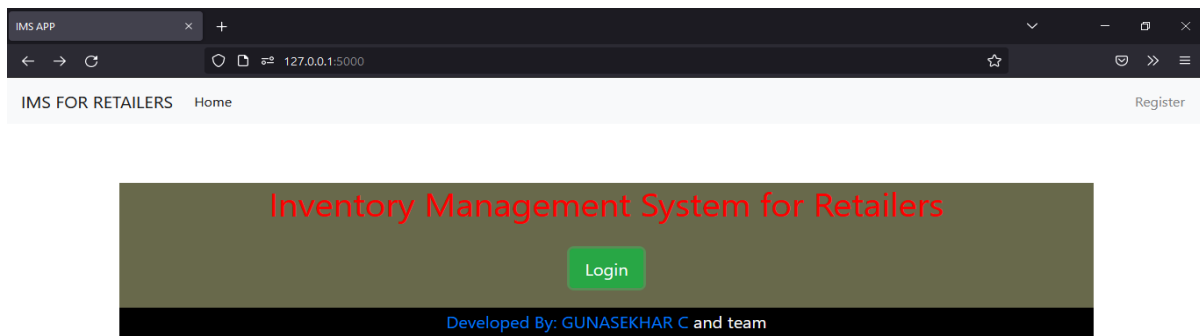 IMS APP
127.0.0.1:5000
IMS FOR RETAILERS Home Register
Inventory Management System for Retailers
Login
Developed By: GUNASEKHAR C and team